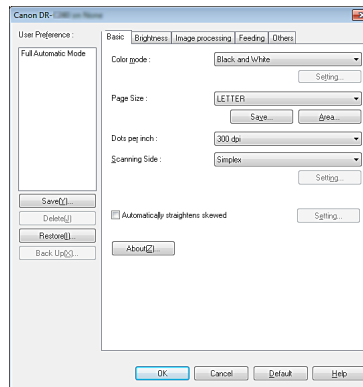 Canon DR-
User Preference :
Full Automatic Mode
Save(Y)...
Delete(J)
Restore(I)...
Back Up(X)...
Basic Brightness Image processing Feeding Others
Color mode : Black and White
Setting...
Page Size : LETTER
Save... Area...
Dots per inch : 300 dpi
Scanning Side : Simplex
Setting...
Automatically straightens skewed Setting...
About(Z)...
OK Cancel Default Help